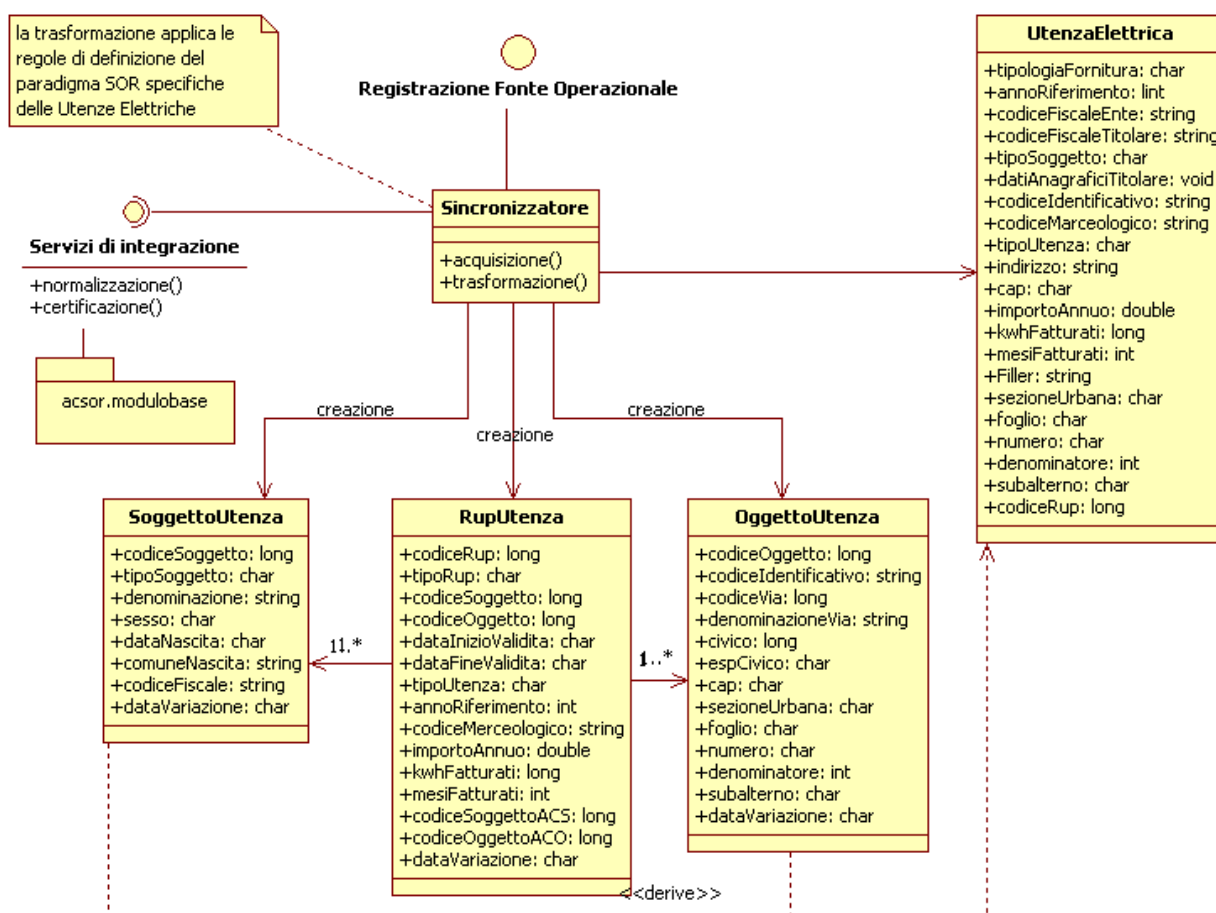 la trasformazione applica le
regole di definizione del
paradigma SOR specifiche
delle Utenze Elettriche
Registrazione Fonte Operazionale
UtenzaElettrica
+tipologiaFornitura: char
+annoRiferimento: lint
+codiceFiscaleEnte: string
+codiceFiscaleTitolare: string
+tipoSoggetto: char
+datiAnagraficiTitolare: void
+codiceIdentificativo: string
+codiceMarceologico: string
+tipoUtenza: char
+indirizzo: string
+cap: char
+importoAnnuo: double
+kwhFatturati: long
+mesiFatturati: int
+Filler: string
+sezioneUrbana: char
+foglio: char
+numero: char
+denominatore: int
+subalterno: char
+codiceRup: long
Sincronizzatore
+acquisizione()
+trasformazione()
Servizi di integrazione
+normalizzazione()
+certificazione()
acsor.modulobase
creazione
creazione
creazione
SoggettoUtenza
+codiceSoggetto: long
+tipoSoggetto: char
+denominazione: string
+sesso: char
+dataNascita: char
+comuneNascita: string
+codiceFiscale: string
+dataVariazione: char
11.*
RupUtenza
+codiceRup: long
+tipoRup: char
+codiceSoggetto: long
+codiceOggetto: long
+dataInizioValidita: char
+dataFineValidita: char
+tipoUtenza: char
+annoRiferimento: int
+codiceMerceologico: string
+importoAnnuo: double
+kwhFatturati: long
+mesiFatturati: int
+codiceSoggettoACS: long
+codiceOggettoACO: long
+dataVariazione: char
1..*
OggettoUtenza
+codiceOggetto: long
+codiceIdentificativo: string
+codiceVia: long
+denominazioneVia: string
+civico: long
+espCivico: char
+cap: char
+sezioneUrbana: char
+foglio: char
+numero: char
+denominatore: int
+subalterno: char
+dataVariazione: char
<<derive>>